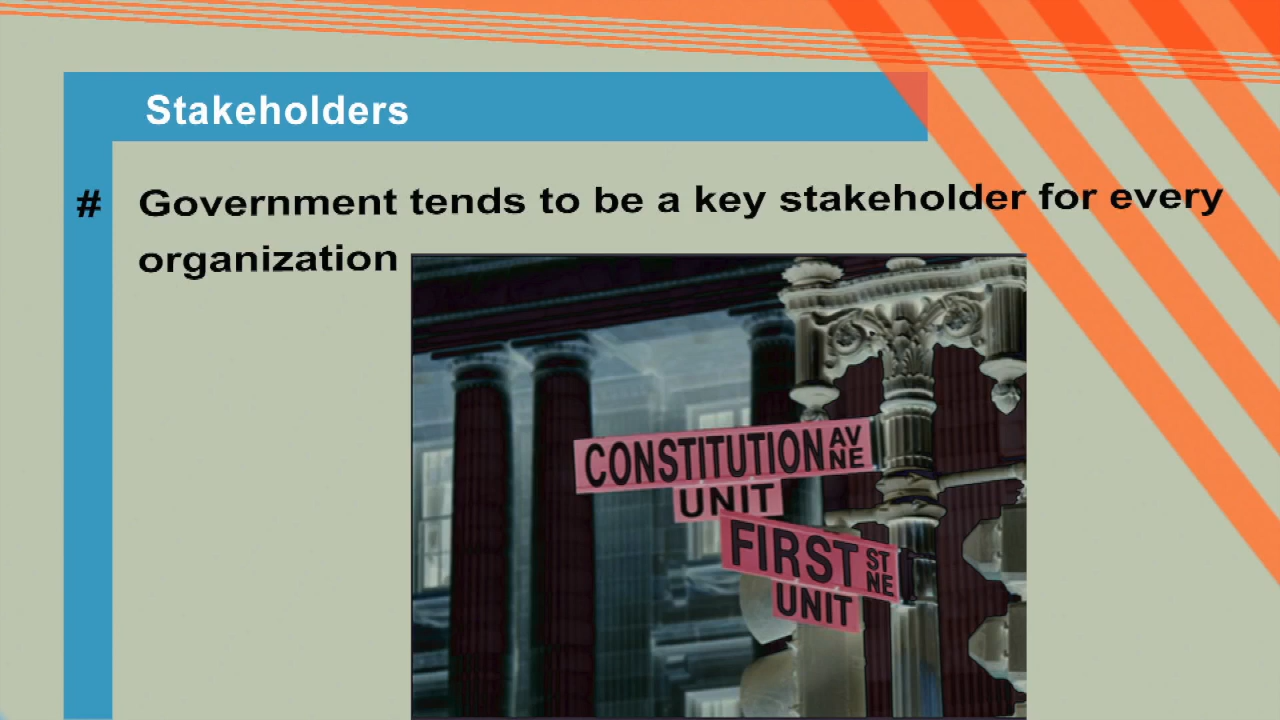 Stakeholders
# Government tends to be a key stakeholder for every
organization
CONSTITUTION AV NE
UNIT
FIRST ST NE
UNIT